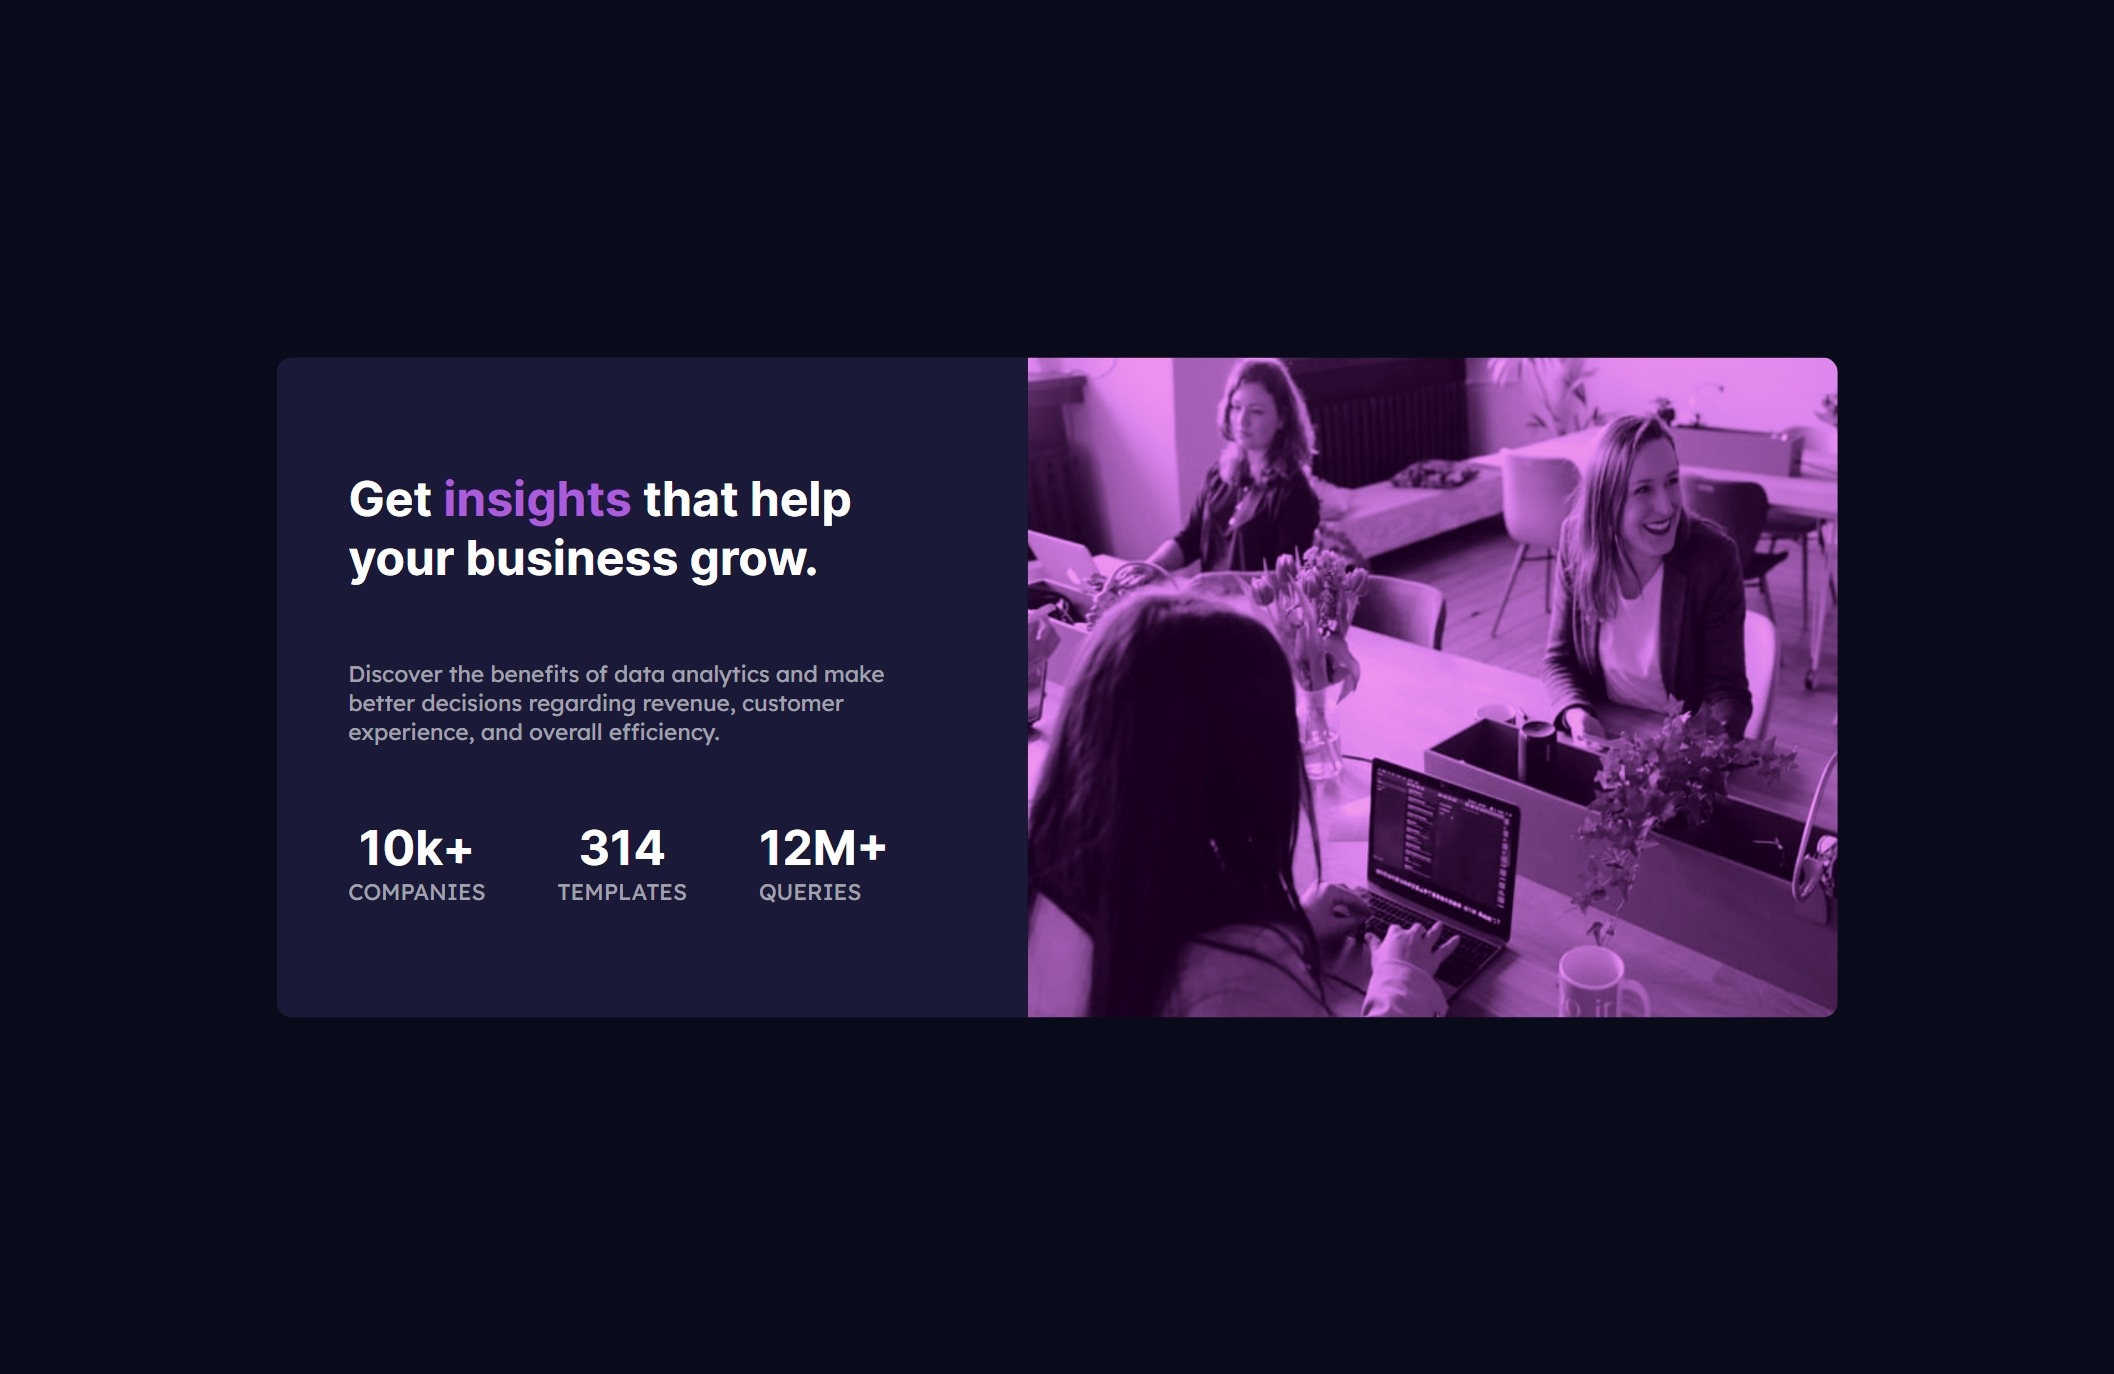 Get insights that help
your business grow.
Discover the benefits of data analytics and make
better decisions regarding revenue, customer
experience, and overall efficiency.
10k+ 314 12M+
COMPANIES TEMPLATES QUERIES